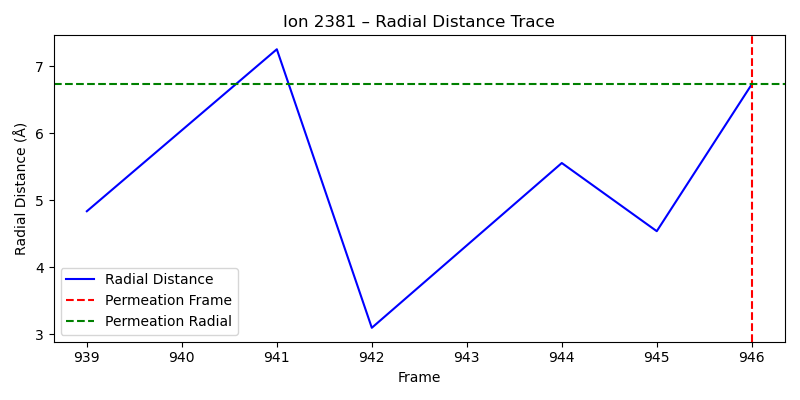 Ion 2381 – Radial Distance Trace
Radial Distance (Å)
7
6
5
4
3
Radial Distance
Permeation Frame
Permeation Radial
939 940 941 942 943 944 945 946
Frame